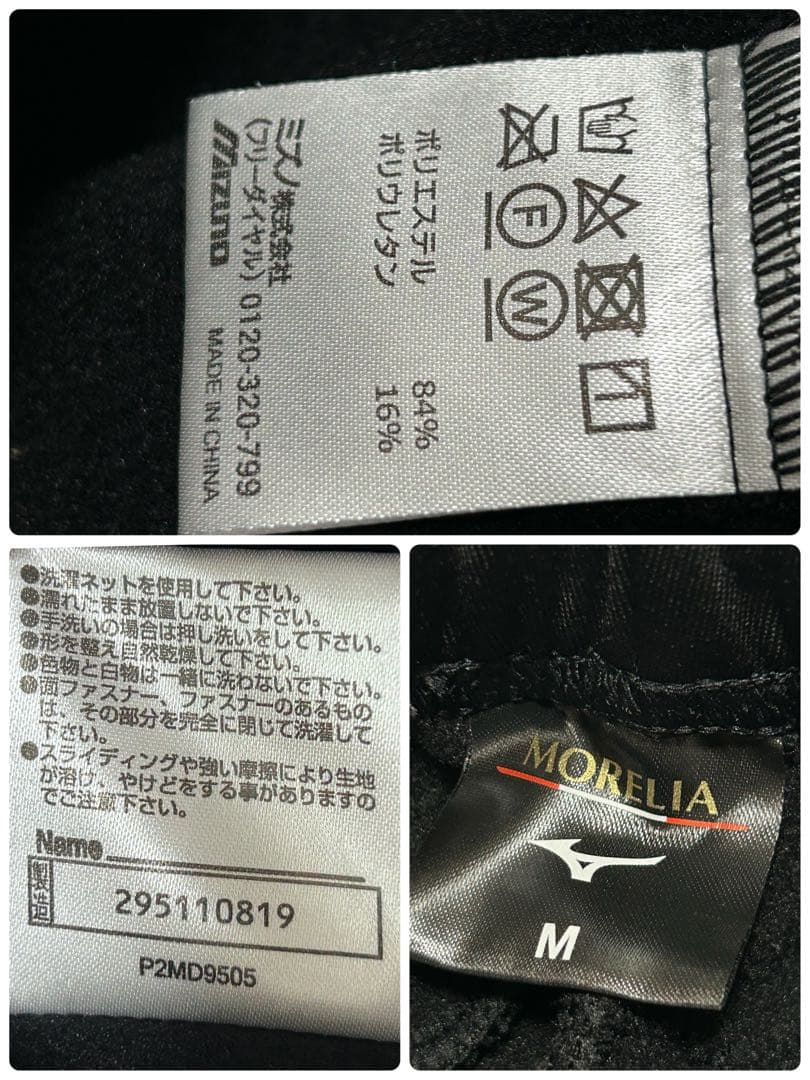 F
W
ポリエステル 84%
ポリウレタン 16%
ミズノ株式会社
(フリーダイヤル) 0120-320-799
MIZUNO MADE IN CHINA
●洗濯ネットを使用して下さい。
●濡れたまま放置しないで下さい。
●手洗いの場合は押し洗いをして下さい。
●形を整え自然乾燥して下さい。
●色物と白物は一緒に洗わないで下さい。
●面ファスナー、ファスナーのあるもの
は、その部分を完全に閉じて洗濯して
下さい。
●スライディングや強い摩擦により生地
が溶け、やけどをする事がありますの
でご注意下さい。
Name
製造 295110819
P2MD9505
MORELIA
M